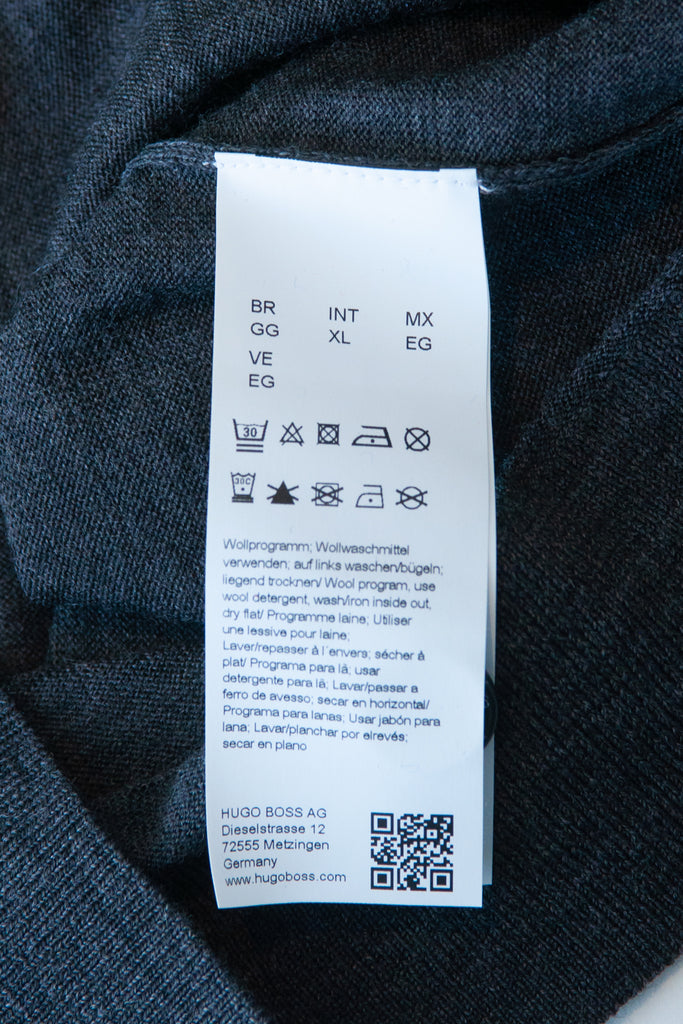 BR
GG
INT
XL
MX
EG
VE
EG
30
30C
Wollprogramm; Wollwaschmittel
verwenden; auf links waschen/bügeln;
liegend trocknen/ Wool program, use
wool detergent, wash/iron inside out,
dry flat/ Programme laine; Utiliser
une lessive pour laine;
Laver/repasser à l´envers; sécher à
plat/ Programa para lã; usar
detergente para lã; Lavar/passar a
ferro de avesso; secar en horizontal/
Programa para lanas; Usar jabón para
lana; Lavar/planchar por elrevés;
secar en plano
HUGO BOSS AG
Dieselstrasse 12
72555 Metzingen
Germany
www.hugoboss.com